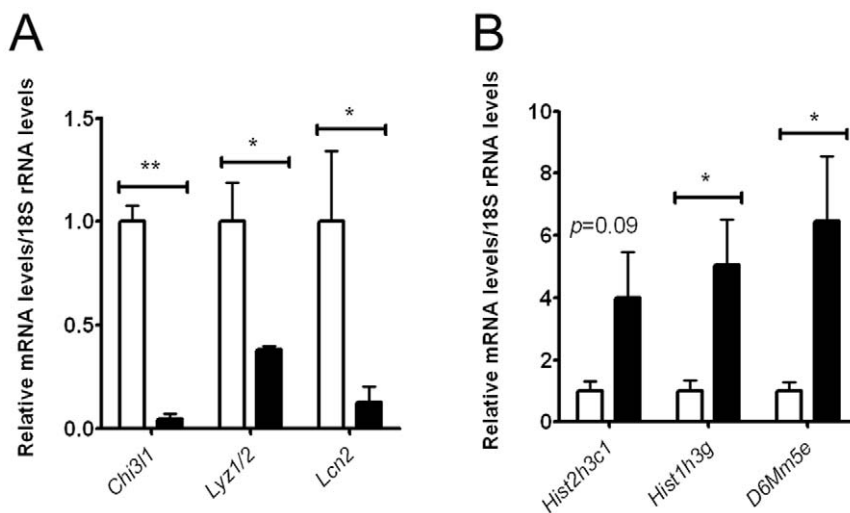 A
Relative mRNA levels/18S rRNA levels
1.5
1.0
0.5
0.0
**
*
*
Chi3l1
Lyz1/2
Lcn2
B
Relative mRNA levels/18S rRNA levels
10
8
6
4
2
0
p=0.09
*
*
Hist2h3c1
Hist1h3g
D6Mm5e